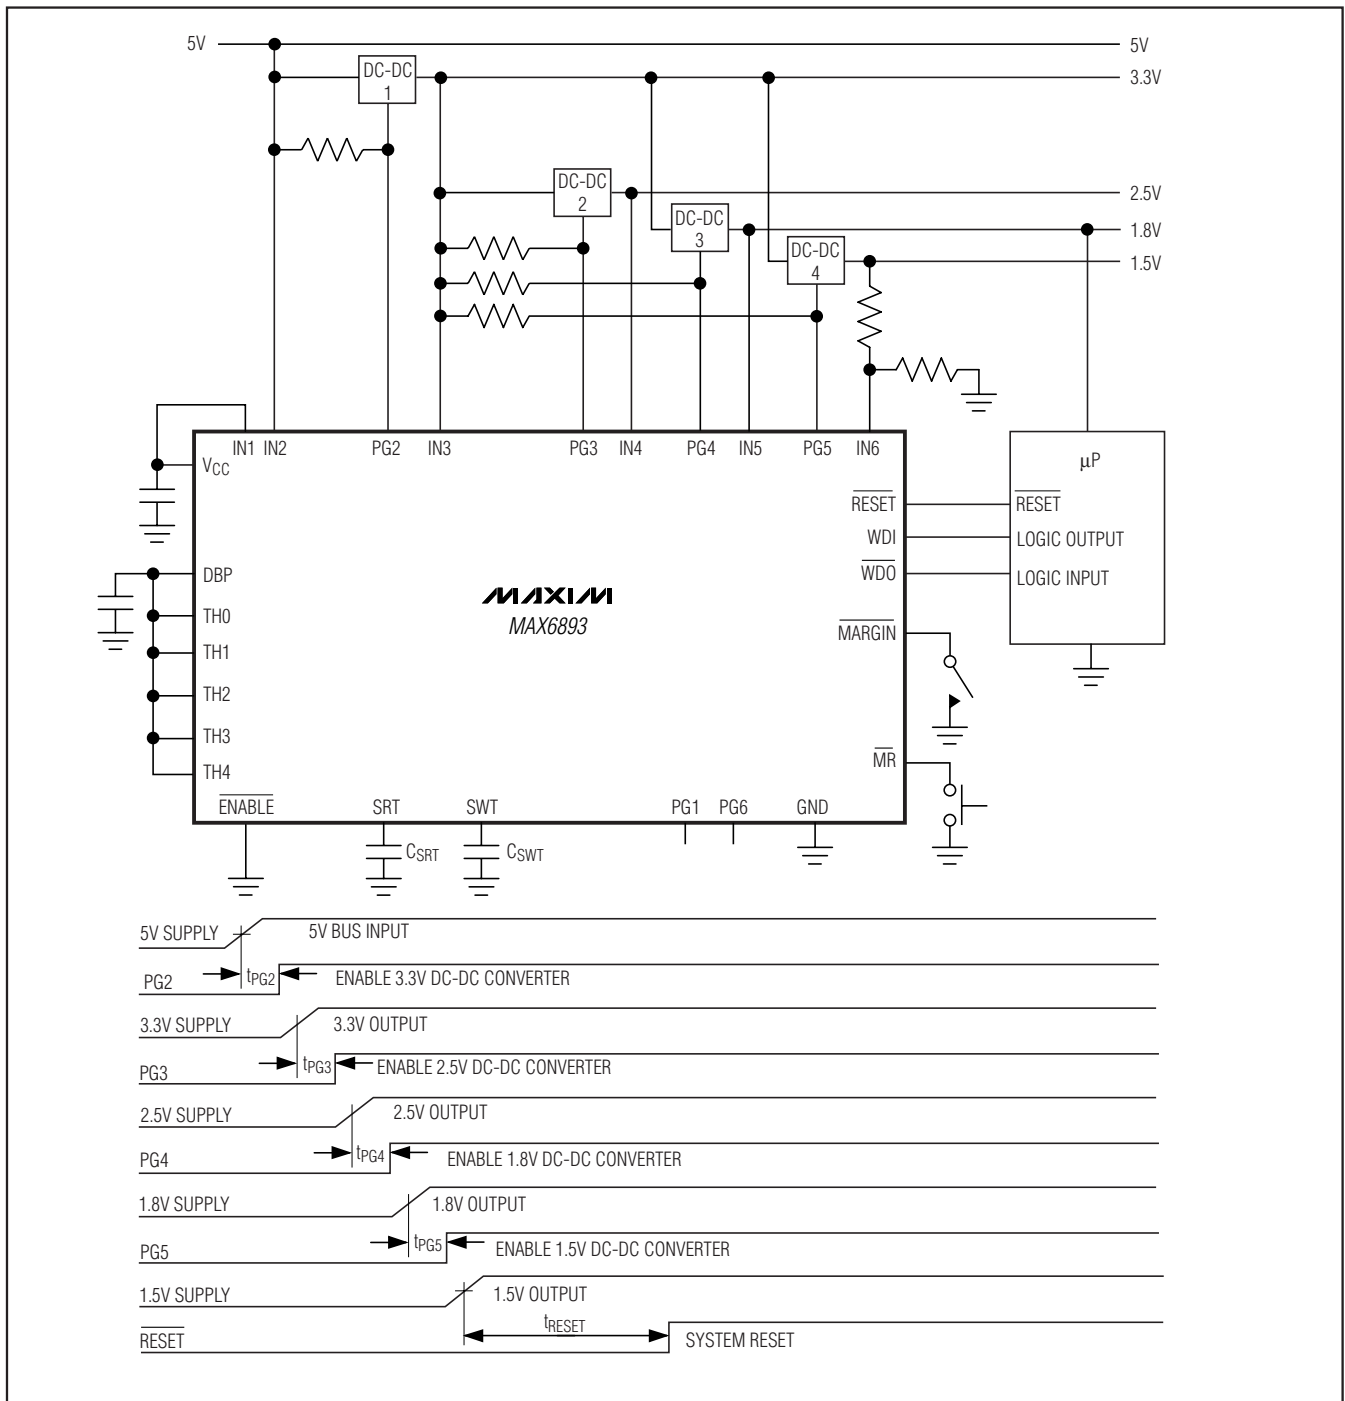 5V
5V
DC-DC
1
3.3V
DC-DC
2
2.5V
DC-DC
3
1.8V
DC-DC
4
1.5V
IN1 IN2 PG2 IN3 PG3 IN4 PG4 IN5 PG5 IN6
VCC
µP
RESET
RESET
WDI
LOGIC OUTPUT
WDO
LOGIC INPUT
DBP
TH0
TH1
TH2
TH3
TH4
MAXIM
MAX6893
MARGIN
MR
ENABLE SRT SWT PG1 PG6 GND
CSRT
CSWT
5V SUPPLY
5V BUS INPUT
PG2
tPG2
ENABLE 3.3V DC-DC CONVERTER
3.3V SUPPLY
3.3V OUTPUT
PG3
tPG3
ENABLE 2.5V DC-DC CONVERTER
2.5V SUPPLY
2.5V OUTPUT
PG4
tPG4
ENABLE 1.8V DC-DC CONVERTER
1.8V SUPPLY
1.8V OUTPUT
PG5
tPG5
ENABLE 1.5V DC-DC CONVERTER
1.5V SUPPLY
1.5V OUTPUT
RESET
tRESET
SYSTEM RESET